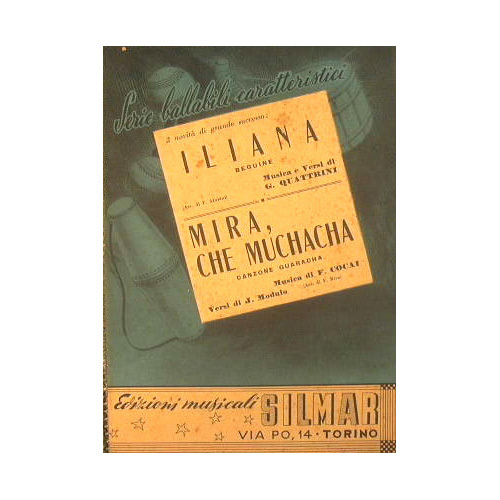 Serie ballabili caratteristici
2 novità di grande successo:
ILIANA
BEGUINE
Musica e Versi di
G. QUATTRINI
MIRA,
CHE MUCHACHA
CANZONE GUARACHA
Musica di F. COCAI
Versi di J. Modulo
Edizioni musicali SILMAR
VIA PO, 14 - TORINO